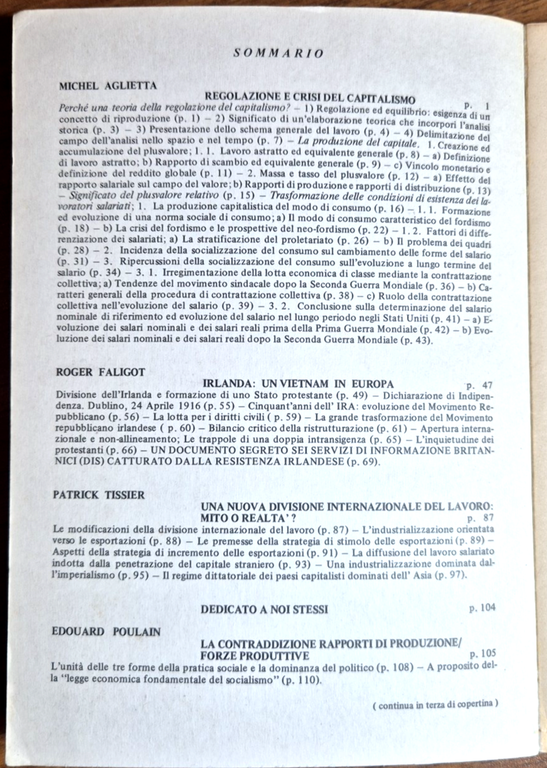 SOMMARIO
MICHEL AGLIETTA
REGOLAZIONE E CRISI DEL CAPITALISMO p. 1
Perché una teoria della regolazione del capitalismo? – 1) Regolazione ed equilibrio: esigenza di un
concetto di riproduzione (p. 1) – 2) Significato di un'elaborazione teorica che incorpori l'analisi
storica (p. 3) – 3) Presentazione dello schema generale del lavoro (p. 4) – 4) Delimitazione del
campo dell'analisi nello spazio e nel tempo (p. 7) – La produzione del capitale. 1. Creazione ed
accumulazione del plusvalore; 1. 1. Lavoro astratto ed equivalente generale (p. 8) – a) Definizione
di lavoro astratto; b) Rapporto di scambio ed equivalente generale (p. 9) – c) Vincolo monetario e
definizione del reddito globale (p. 11) – 2. Massa e tasso del plusvalore (p. 12) – a) Effetto del
rapporto salariale sul campo del valore; b) Rapporti di produzione e rapporti di distribuzione (p. 13)
– Significato del plusvalore relativo (p. 15) – Trasformazione delle condizioni di esistenza dei la-
voratori salariati; 1. La produzione capitalistica del modo di consumo (p. 16) – 1. 1. Formazione
ed evoluzione di una norma sociale di consumo; a) Il modo di consumo caratteristico del fordismo
(p. 18) – b) La crisi del fordismo e le prospettive del neo-fordismo (p. 22) – 1. 2. Fattori di diffe-
renziazione dei salariati; a) La stratificazione del proletariato (p. 26) – b) Il problema dei quadri
(p. 28) – 2. Incidenza della socializzazione del consumo sul cambiamento delle forme del salario
(p. 31) – 3. Ripercussioni della socializzazione del consumo sull'evoluzione a lungo termine del
salario (p. 34) – 3. 1. Irregimentazione della lotta economica di classe mediante la contrattazione
collettiva; a) Tendenze del movimento sindacale dopo la Seconda Guerra Mondiale (p. 36) – b) Ca-
ratteri generali della procedura di contrattazione collettiva (p. 38) – c) Ruolo della contrattazione
collettiva nell'evoluzione del salario (p. 39) – 3. 2. Conclusione sulla determinazione del salario
nominale di riferimento ed evoluzione del salario nel lungo periodo negli Stati Uniti (p. 41) – a) E-
voluzione dei salari nominali e dei salari reali prima della Prima Guerra Mondiale (p. 42) – b) Evo-
luzione dei salari nominali e dei salari reali dopo la Seconda Guerra Mondiale (p. 43).
ROGER FALIGOT
IRLANDA: UN VIETNAM IN EUROPA p. 47
Divisione dell'Irlanda e formazione di uno Stato protestante (p. 49) – Dichiarazione di Indipen-
denza. Dublino, 24 Aprile 1916 (p. 55) – Cinquant'anni dell' IRA: evoluzione del Movimento Re-
pubblicano (p. 56) – La lotta per i diritti civili ( p. 59) – La grande trasformazione del Movimento
repubblicano irlandese ( p. 60) – Bilancio critico della ristrutturazione (p. 61) – Apertura interna-
zionale e non-allineamento; Le trappole di una doppia intransigenza (p. 65) – L'inquietudine dei
protestanti (p. 66) – UN DOCUMENTO SEGRETO SEI SERVIZI DI INFORMAZIONE BRITAN-
NICI (DIS) CATTURATO DALLA RESISTENZA IRLANDESE (p. 69).
PATRICK TISSIER
UNA NUOVA DIVISIONE INTERNAZIONALE DEL LAVORO:
MITO O REALTA'? p. 87
Le modificazioni della divisione internazionale del lavoro (p. 87) – L'industrializzazione orientata
verso le esportazioni (p. 88) – Le premesse della strategia di stimolo delle esportazioni (p. 89) –
Aspetti della strategia di incremento delle esportazioni (p. 91) – La diffusione del lavoro salariato
indotta dalla penetrazione del capitale straniero (p. 93) – Una industrializzazione dominata dal-
l'imperialismo (p. 95) – Il regime dittatoriale dei paesi capitalisti dominati dell' Asia (p. 97).
DEDICATO A NOI STESSI p. 104
EDOUARD POULAIN
LA CONTRADDIZIONE RAPPORTI DI PRODUZIONE/
FORZE PRODUTTIVE p. 105
L'unità delle tre forme della pratica sociale e la dominanza del politico (p. 108) – A proposito del-
la "legge economica fondamentale del socialismo" (p. 110).
( continua in terza di copertina )